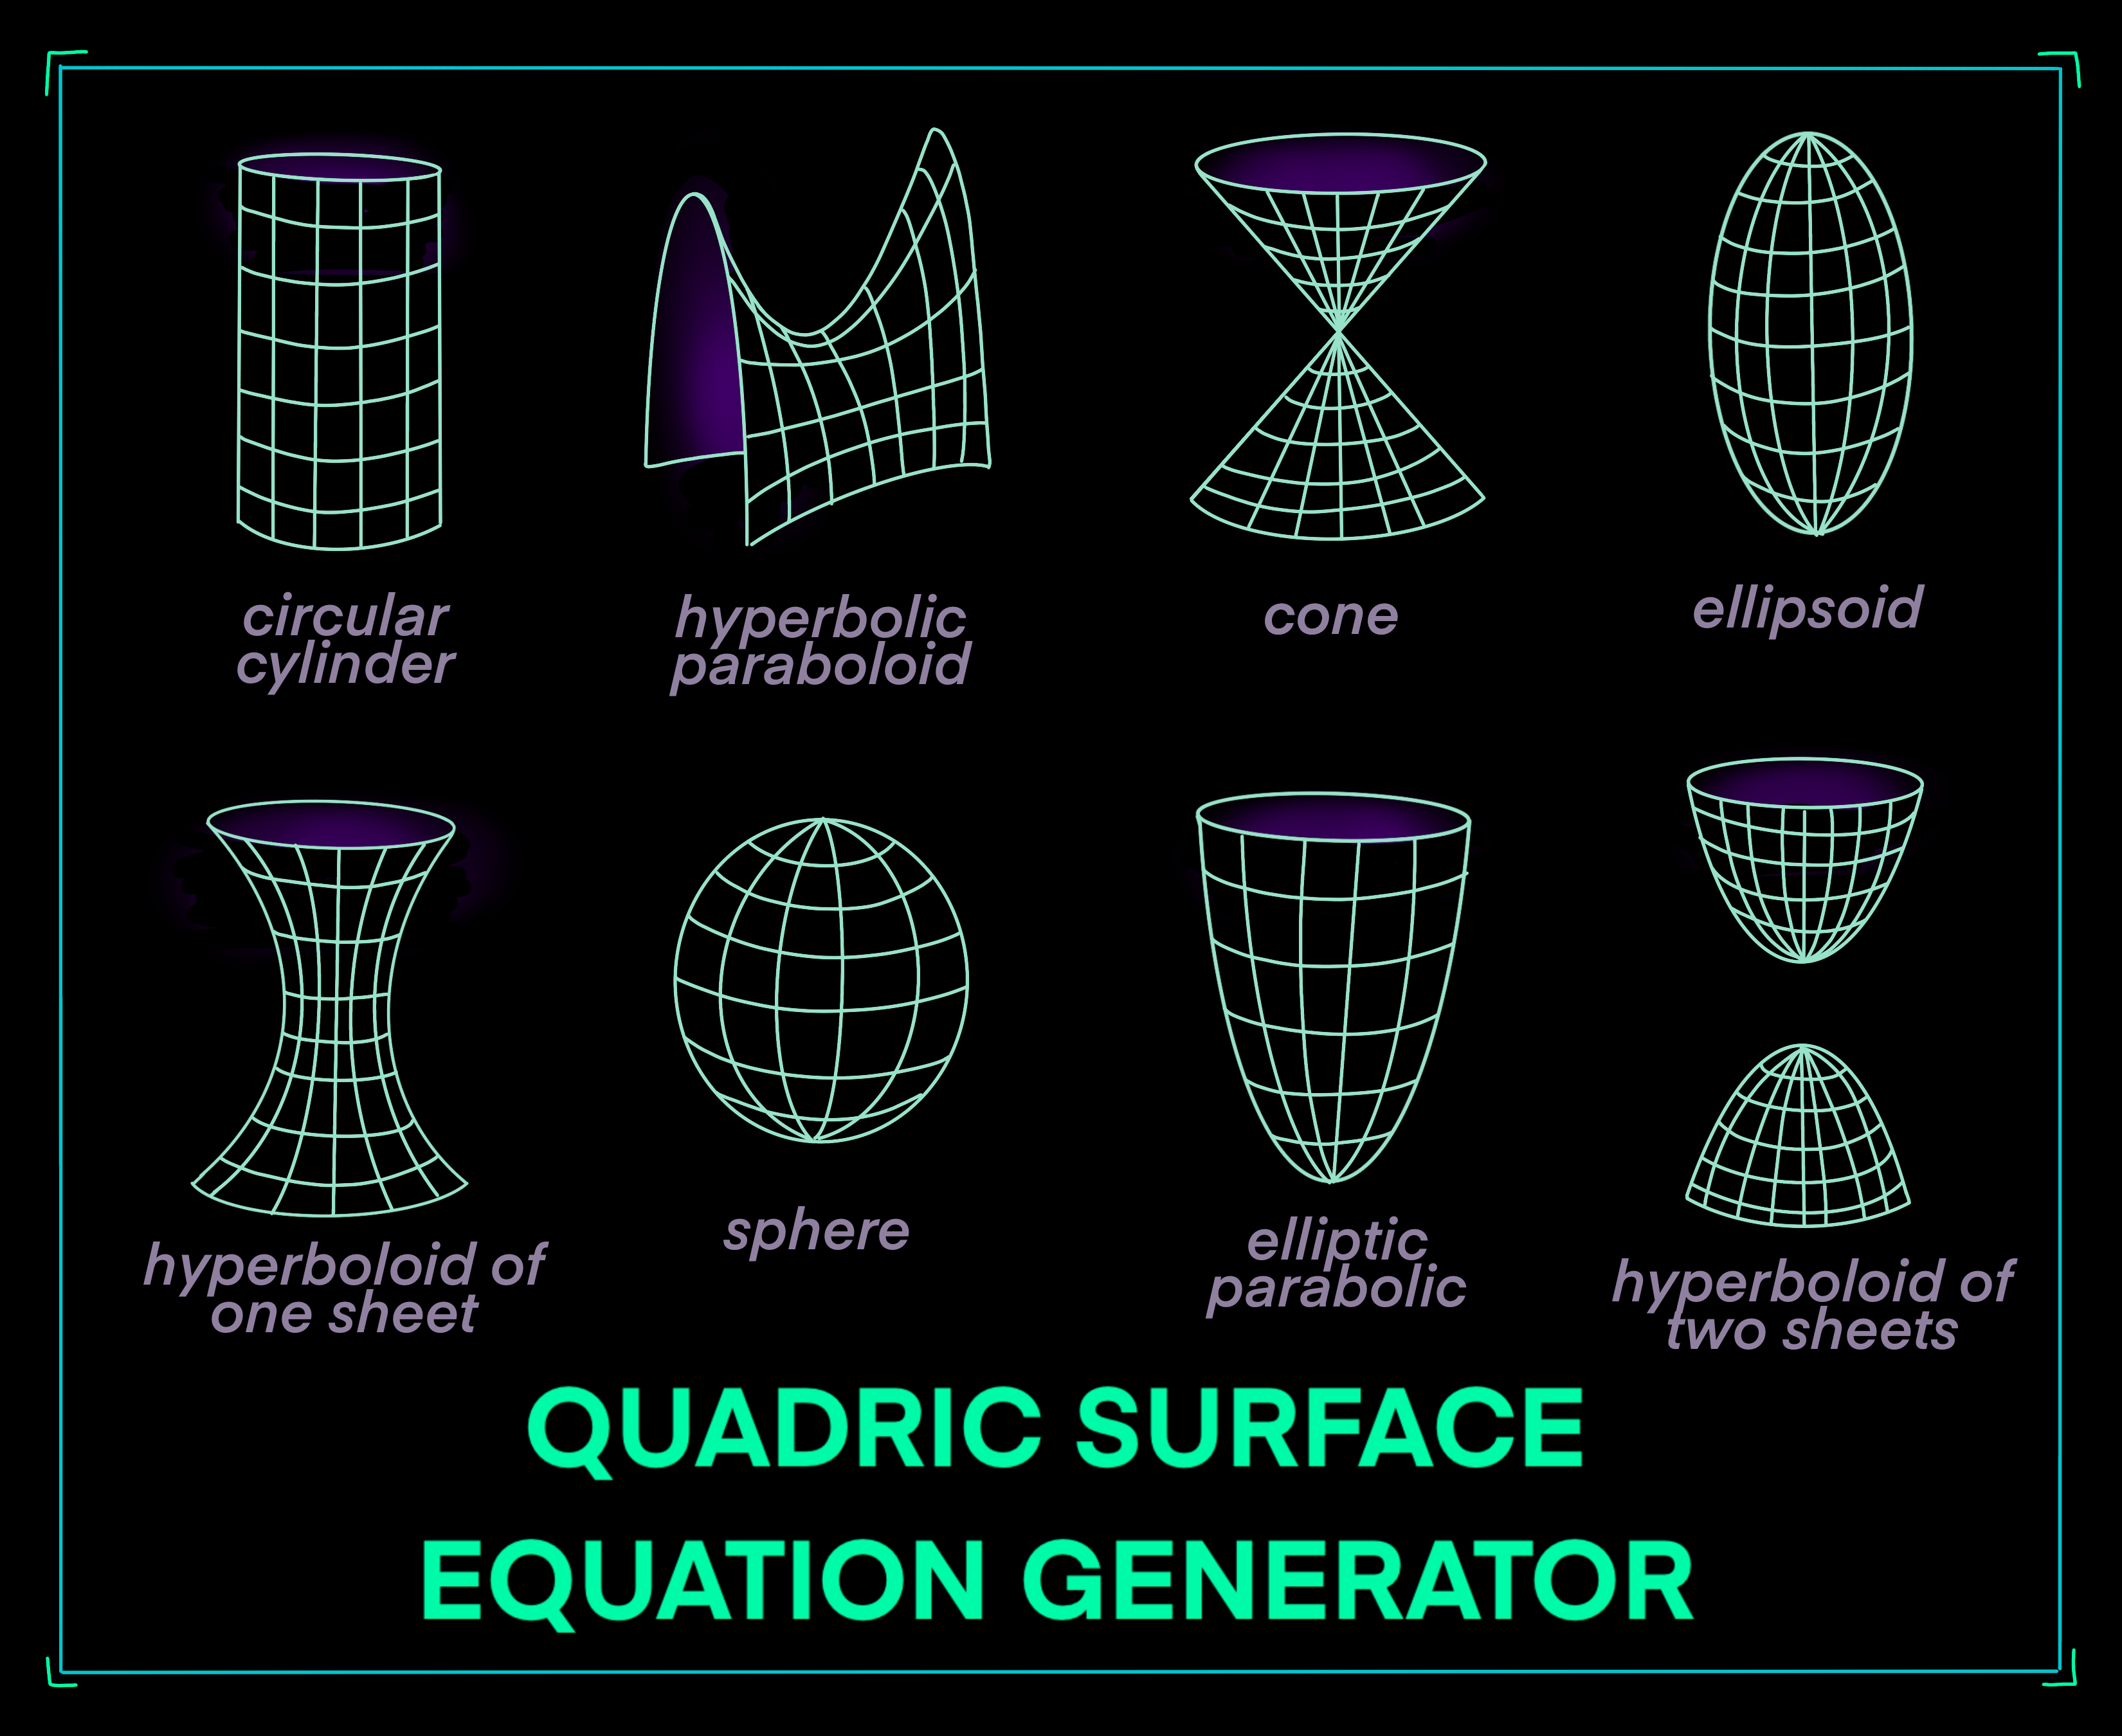 circular
cylinder
hyperbolic
paraboloid
cone
ellipsoid
hyperboloid of
one sheet
sphere
elliptic
parabolic
hyperboloid of
two sheets
QUADRIC SURFACE
EQUATION GENERATOR